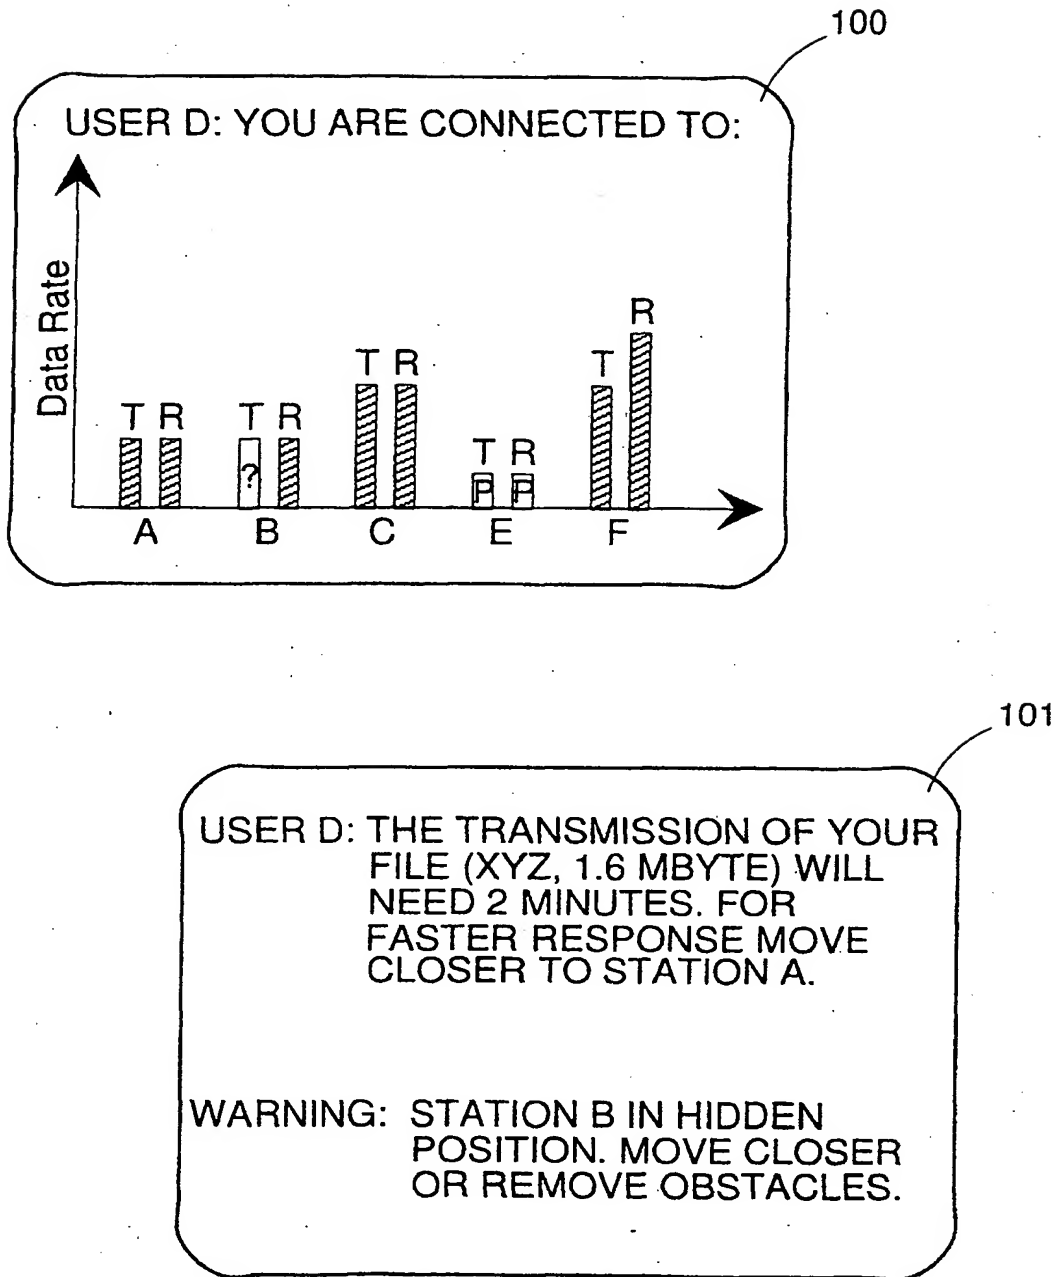 100
USER D: YOU ARE CONNECTED TO:
Data Rate
R
T
T R
T R
T R
T R
?
P P
A B C E F
101
USER D: THE TRANSMISSION OF YOUR
FILE (XYZ, 1.6 MBYTE) WILL
NEED 2 MINUTES. FOR
FASTER RESPONSE MOVE
CLOSER TO STATION A.
WARNING: STATION B IN HIDDEN
POSITION. MOVE CLOSER
OR REMOVE OBSTACLES.